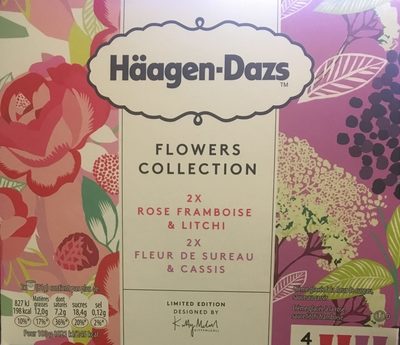 Häagen-Dazs
TM
FLOWERS
COLLECTION
2X
ROSE FRAMBOISE
& LITCHI
2X
FLEUR DE SUREAU
& CASSIS
LIMITED EDITION
DESIGNED BY
827 kJ
198 kcal
10%*
Matières
grasses
12,0g
17%*
dont
saturés
7,2g
36%*
sucres
18,4g
20%*
sel
0,12g
2%*
4